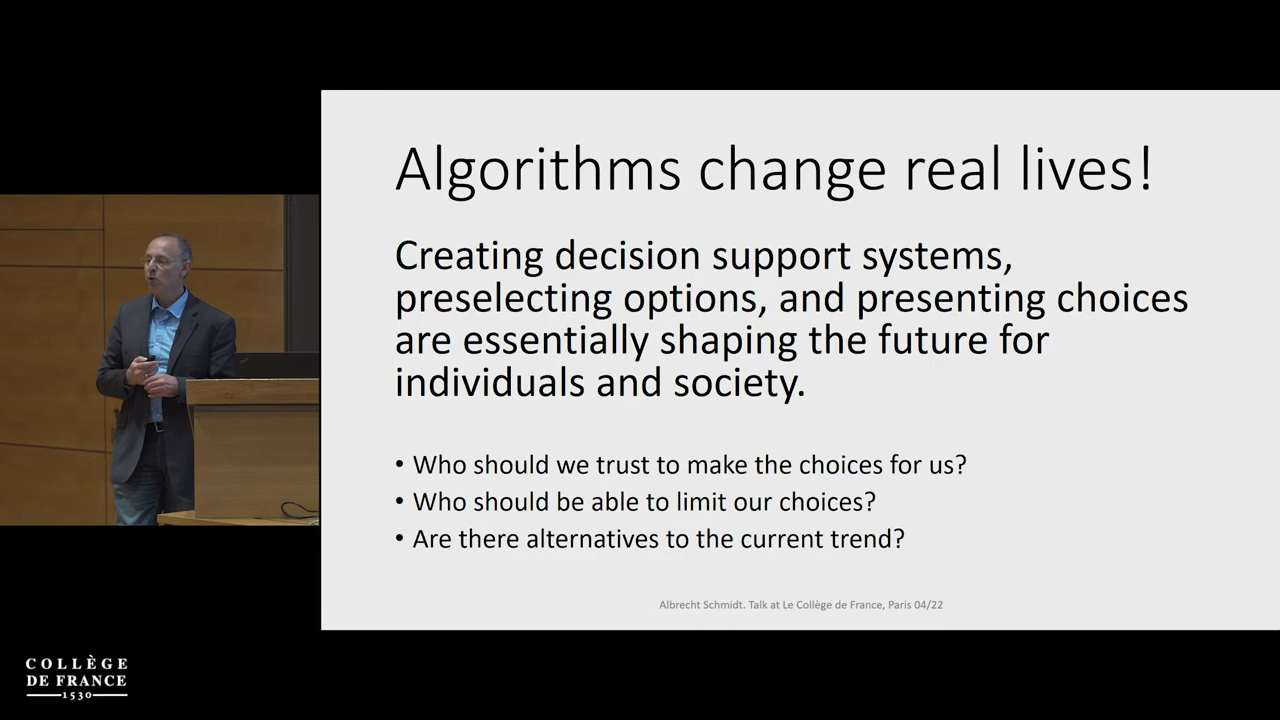 Algorithms change real lives!
Creating decision support systems,
preselecting options, and presenting choices
are essentially shaping the future for
individuals and society.
• Who should we trust to make the choices for us?
• Who should be able to limit our choices?
• Are there alternatives to the current trend?
Albrecht Schmidt. Talk at Le Collège de France, Paris 04/22
COLLÈGE
DE FRANCE
1530